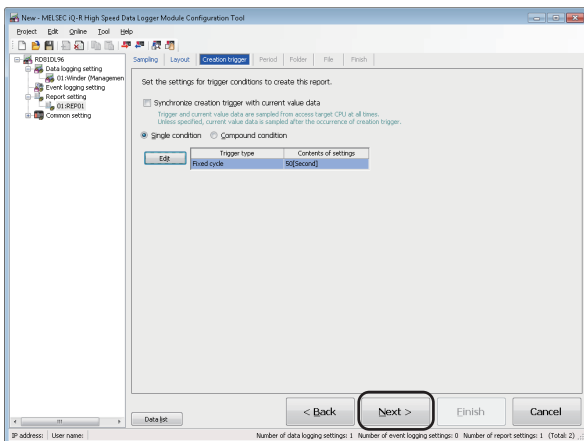 New - MELSEC iQ-R High Speed Data Logger Module Configuration Tool
Project Edit Online Tool Help
RD81DL96
Data logging setting
01:Winder (Managemen
Event logging setting
Report setting
01:REP01
Common setting
Sampling Layout Creation trigger Period Folder File Finish
Set the settings for trigger conditions to create this report.
Synchronize creation trigger with current value data
Trigger and current value data are sampled from access target CPU at all times.
Unless specified, current value data is sampled after the occurrence of creation trigger.
Single condition Compound condition
Edit
Trigger type Contents of settings
Fixed cycle 50[Second]
Data list
< Back Next > Finish Cancel
IP address: User name: Number of data logging settings: 1 Number of event logging settings: 0 Number of report settings: 1 (Total: 2)